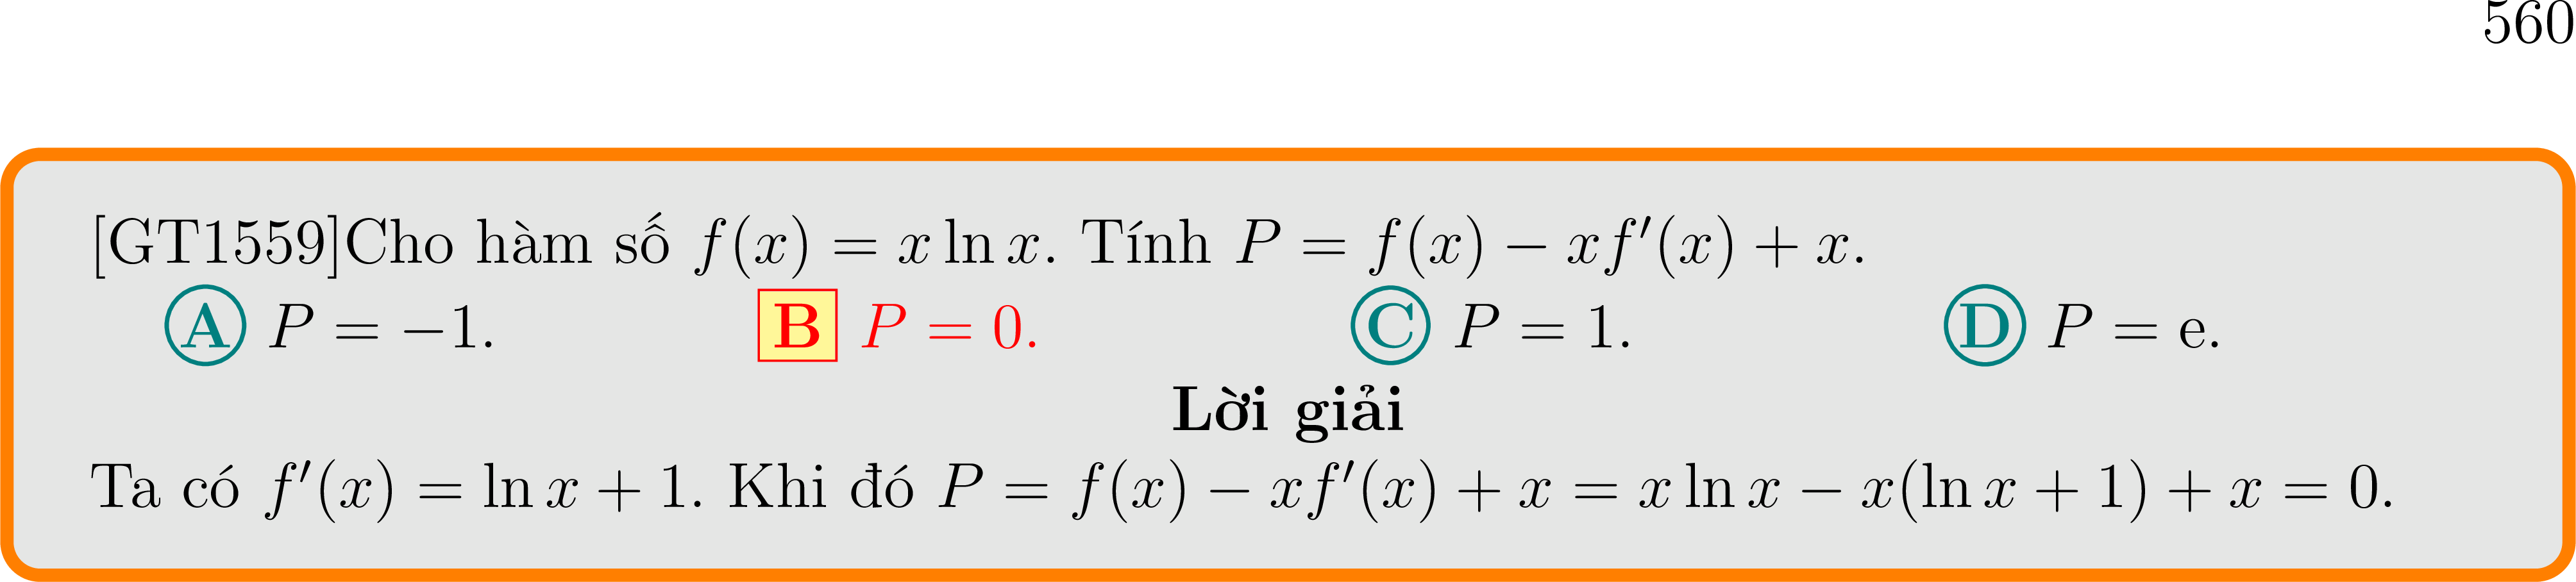 560
[GT1559]Cho hàm số f(x) = x ln x. Tính P = f(x) − xf′(x) + x.
A P = −1. B P = 0. C P = 1. D P = e.
Lời giải
Ta có f′(x) = ln x + 1. Khi đó P = f(x) − xf′(x) + x = x ln x − x(ln x + 1) + x = 0.